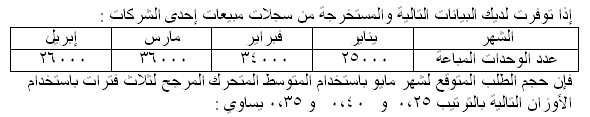 إذا توفرت لديك البيانات التالية والمستخرجة من سجلات مبيعات إحدى الشركات :
الشهر يناير فبراير مارس إبريل
عدد الوحدات المباعة ٢٥٠٠٠ ٣٤٠٠٠ ٣٦٠٠٠ ٢٦٠٠٠
فإن حجم الطلب المتوقع لشهر مايو باستخدام المتوسط المتحرك المرجح لثلاث فترات باستخدام
الأوزان التالية بالترتيب ٠,٢٥ و ٠,٤٠ و ٠,٣٥ يساوي :